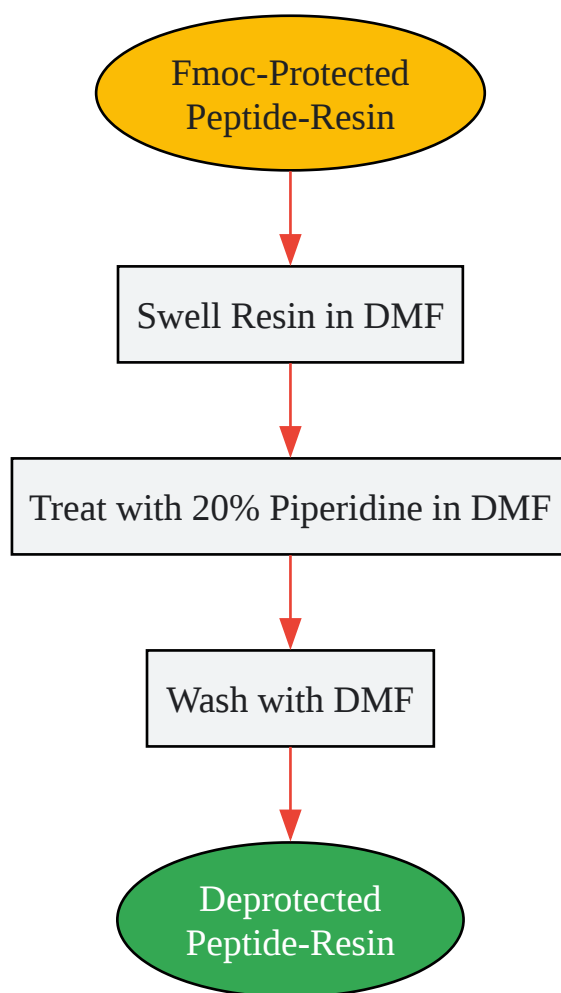 Fmoc-Protected
Peptide-Resin
Swell Resin in DMF
Treat with 20% Piperidine in DMF
Wash with DMF
Deprotected
Peptide-Resin